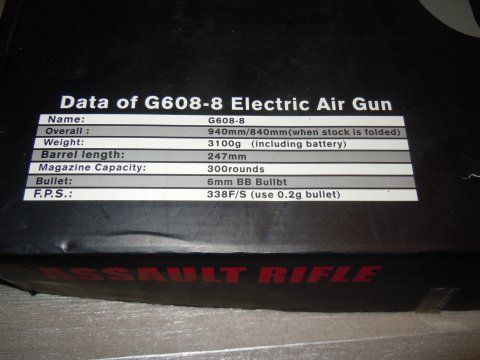 Data of G608-8 Electric Air Gun
Name: G608-8
Overall : 940mm/840mm(when stock is folded)
Weight: 3100g (including battery)
Barrel length: 247mm
Magazine Capacity: 300rounds
Bullet: 6mm BB Bullbt
F.P.S.: 338F/S (use 0.2g bullet)
ASSAULT RIFLE